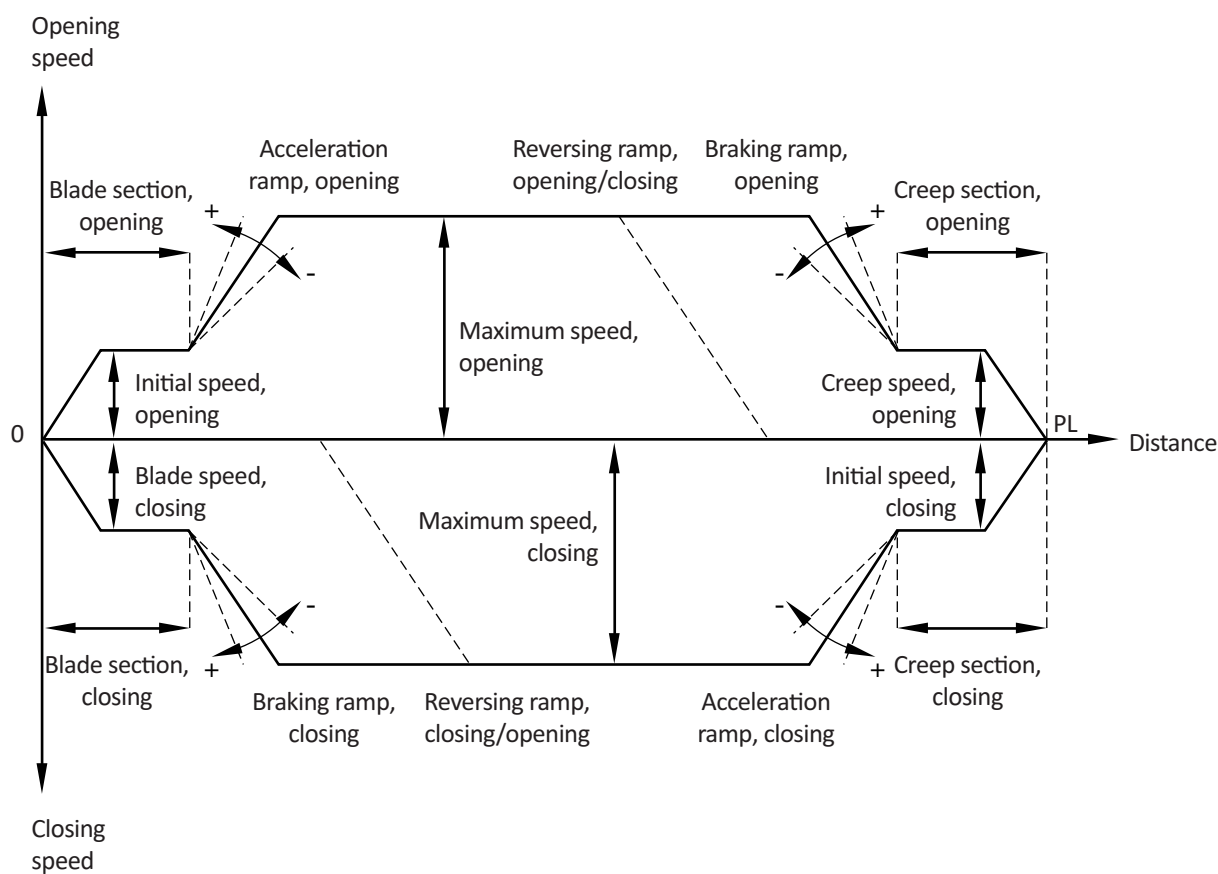 Opening
speed
Acceleration
ramp, opening
Reversing ramp,
opening/closing
Braking ramp,
opening
Blade section,
opening
Creep section,
opening
+
-
+
-
Maximum speed,
opening
Initial speed,
opening
Creep speed,
opening
0
PL
Distance
Blade speed,
closing
Initial speed,
closing
Maximum speed,
closing
-
+
-
+
Blade section,
closing
Creep section,
closing
Braking ramp,
closing
Reversing ramp,
closing/opening
Acceleration
ramp, closing
Closing
speed